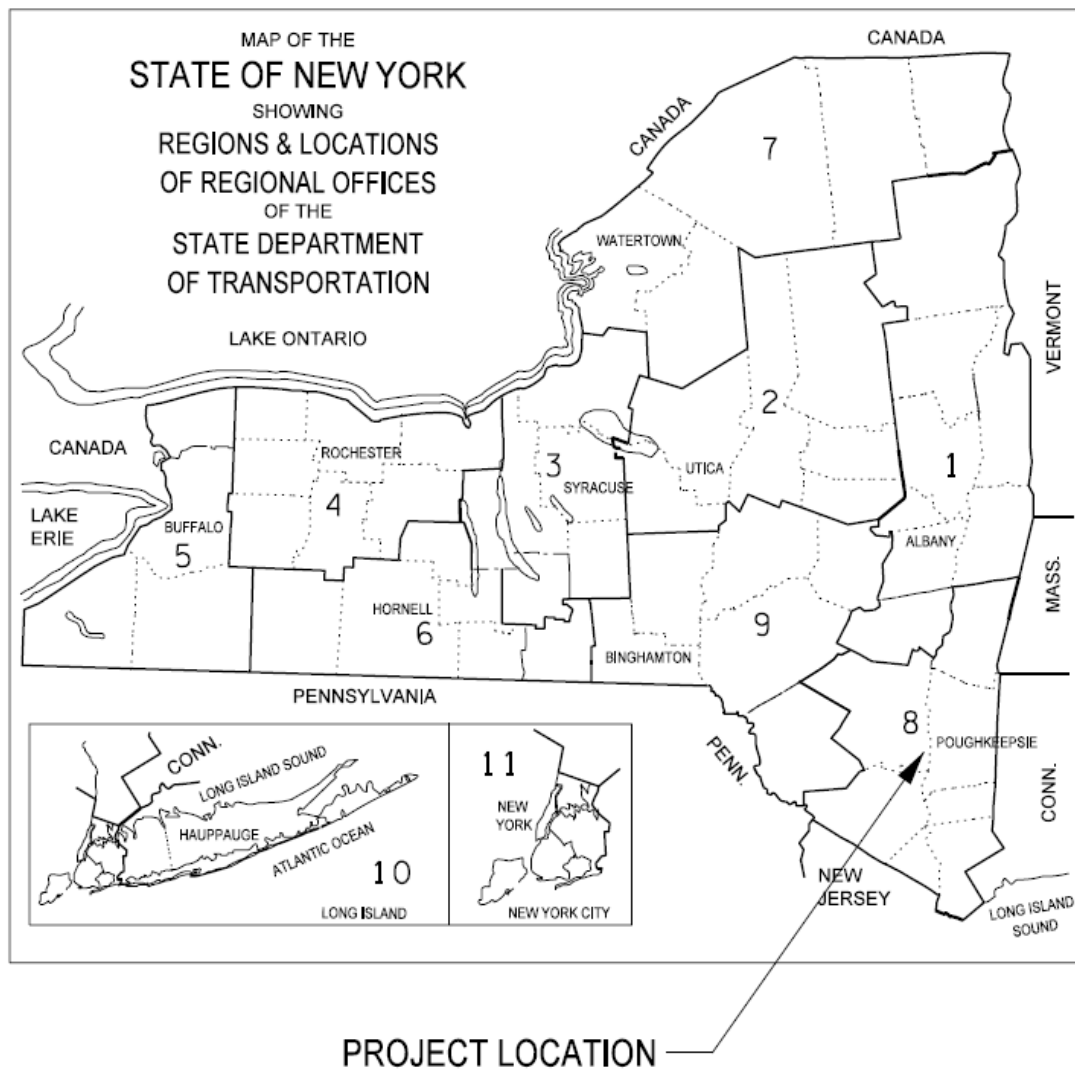 MAP OF THE
STATE OF NEW YORK
SHOWING
REGIONS & LOCATIONS
OF REGIONAL OFFICES
OF THE
STATE DEPARTMENT
OF TRANSPORTATION
CANADA
CANADA
7
WATERTOWN
LAKE ONTARIO
VERMONT
CANADA
ROCHESTER
2
3
SYRACUSE
UTICA
1
LAKE
ERIE
BUFFALO
4
5
ALBANY
MASS.
HORNELL
6
9
BINGHAMTON
PENNSYLVANIA
8
POUGHKEEPSIE
PENN.
CONN.
CONN.
LONG ISLAND SOUND
HAUPPAUGE
ATLANTIC OCEAN
10
LONG ISLAND
11
NEW
YORK
NEW YORK CITY
NEW
JERSEY
LONG ISLAND
SOUND
PROJECT LOCATION